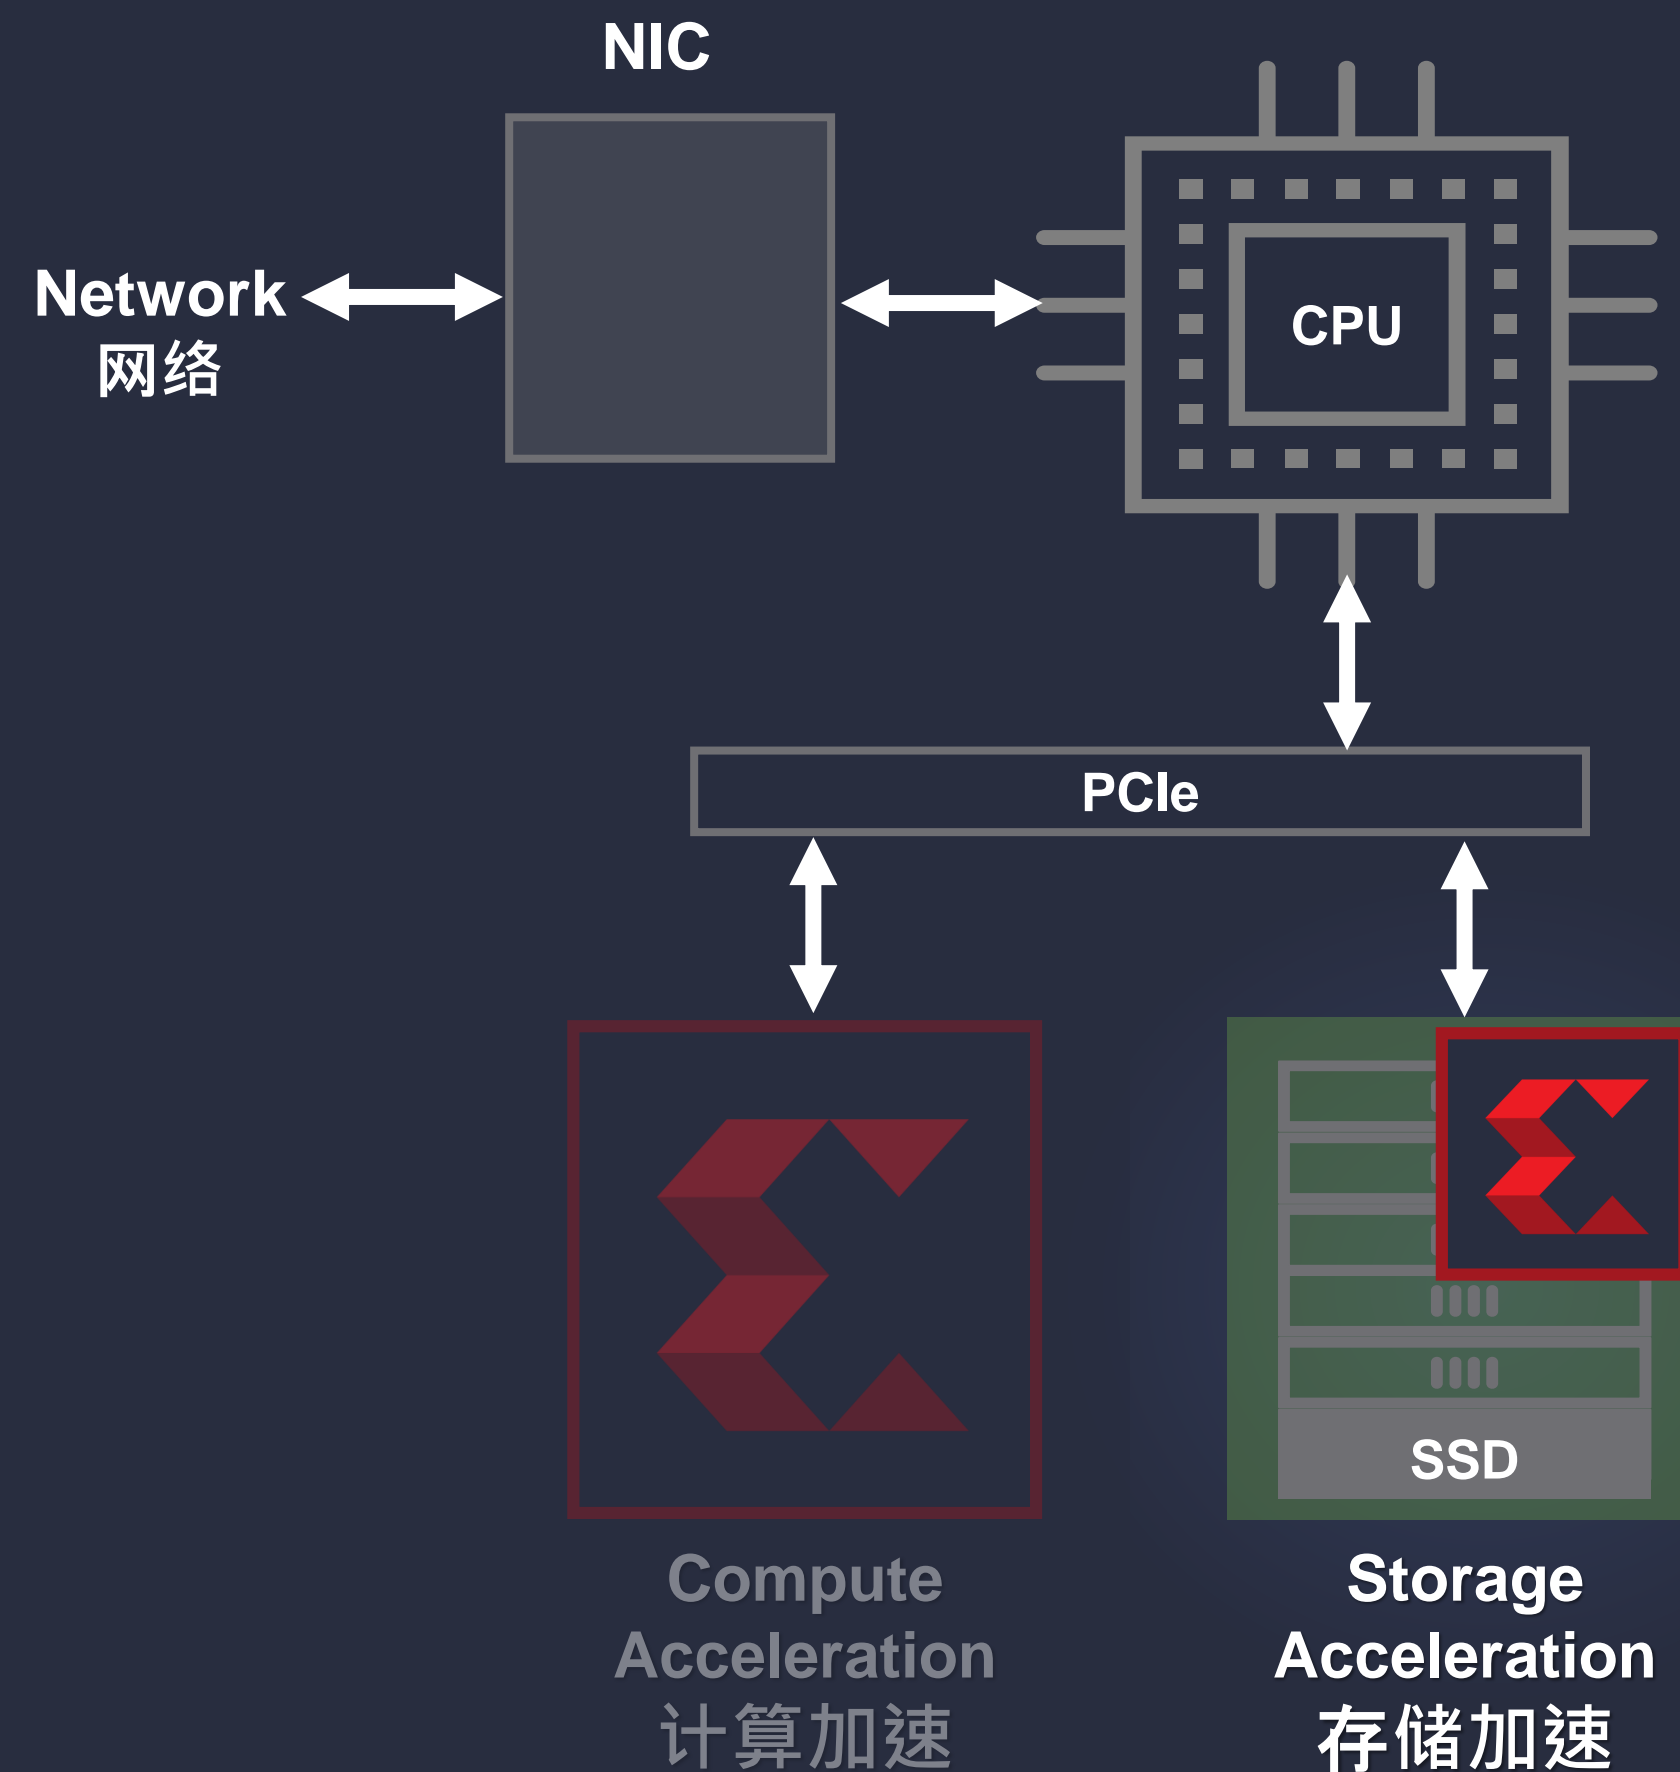 NIC
Network
网络
CPU
PCIe
SSD
Compute
Acceleration
计算加速
Storage
Acceleration
存储加速